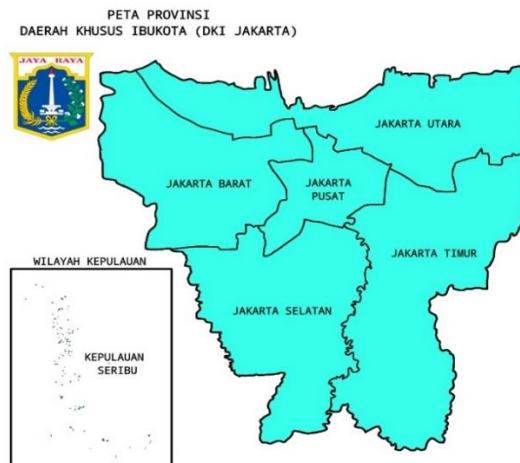 PETA PROVINSI
DAERAH KHUSUS IBUKOTA (DKI JAKARTA)
JAYA RAYA
JAKARTA UTARA
JAKARTA BARAT
JAKARTA
PUSAT
JAKARTA TIMUR
WILAYAH KEPULAUAN
JAKARTA SELATAN
KEPULAUAN
SERIBU